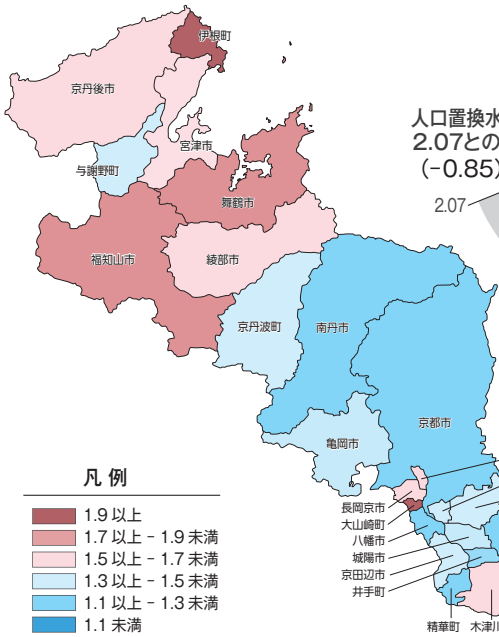 伊根町
京丹後市
宮津市
与謝野町
人口置換水
2.07との
(-0.85)
2.07
舞鶴市
福知山市
綾部市
京丹波町
南丹市
京都市
亀岡市
凡例
1.9以上
1.7以上-1.9未満
1.5以上-1.7未満
1.3以上-1.5未満
1.1以上-1.3未満
1.1未満
長岡京市
大山崎町
八幡市
城陽市
京田辺市
井手町
精華町
木津川